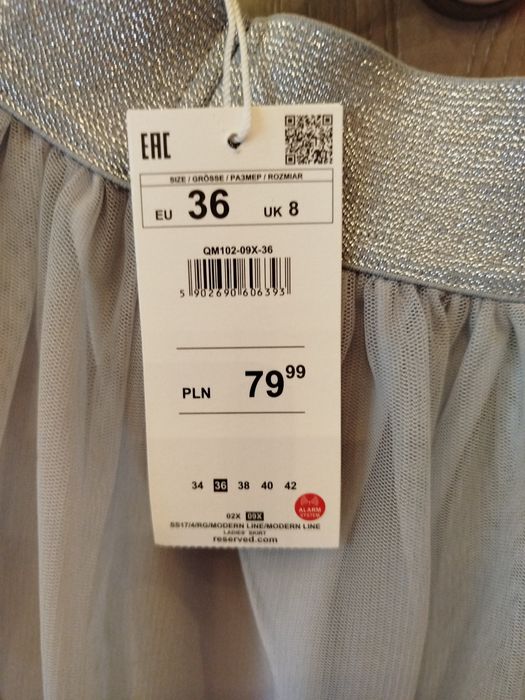 EAC
SIZE / GRÖSSE / РАЗМЕР / ROZMIAR
EU 36 UK 8
QM102-09X-36
5 902690 606393
PLN 79 99
34 36 38 40 42
ALARM
SYSTEM
02X 09X
SS17/4/RG/MODERN LINE/MODERN LINE
LADIES' SKIRT
reserved.com